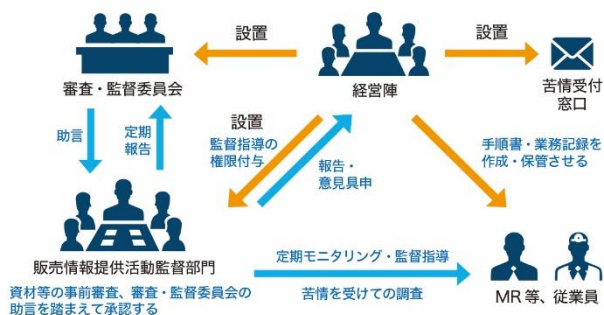 設置
設置
審査・監督委員会
経営陣
苦情受付
窓口
助言
定期
報告
設置
監督指導の
権限付与
報告・
意見具申
手順書・業務記録を
作成・保管させる
販売情報提供活動監督部門
定期モニタリング・監督指導
資材等の事前審査、審査・監督委員会の
助言を踏まえて承認する
苦情を受けての調査
MR 等、従業員